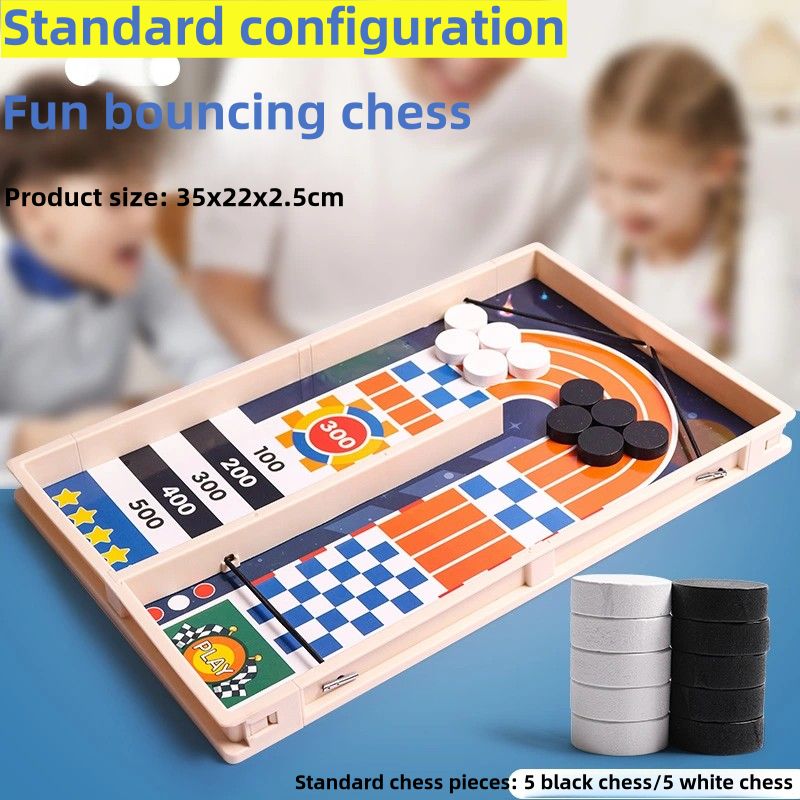 Standard configuration
Fun bouncing chess
Product size: 35x22x2.5cm
300
100
200
300
400
500
PLAY
Standard chess pieces: 5 black chess/5 white chess